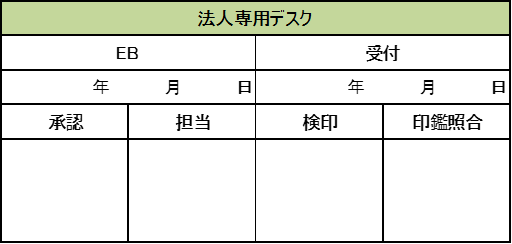 法人専用デスク
EB 受付
年 月 日 年 月 日
承認 担当 検印 印鑑照合